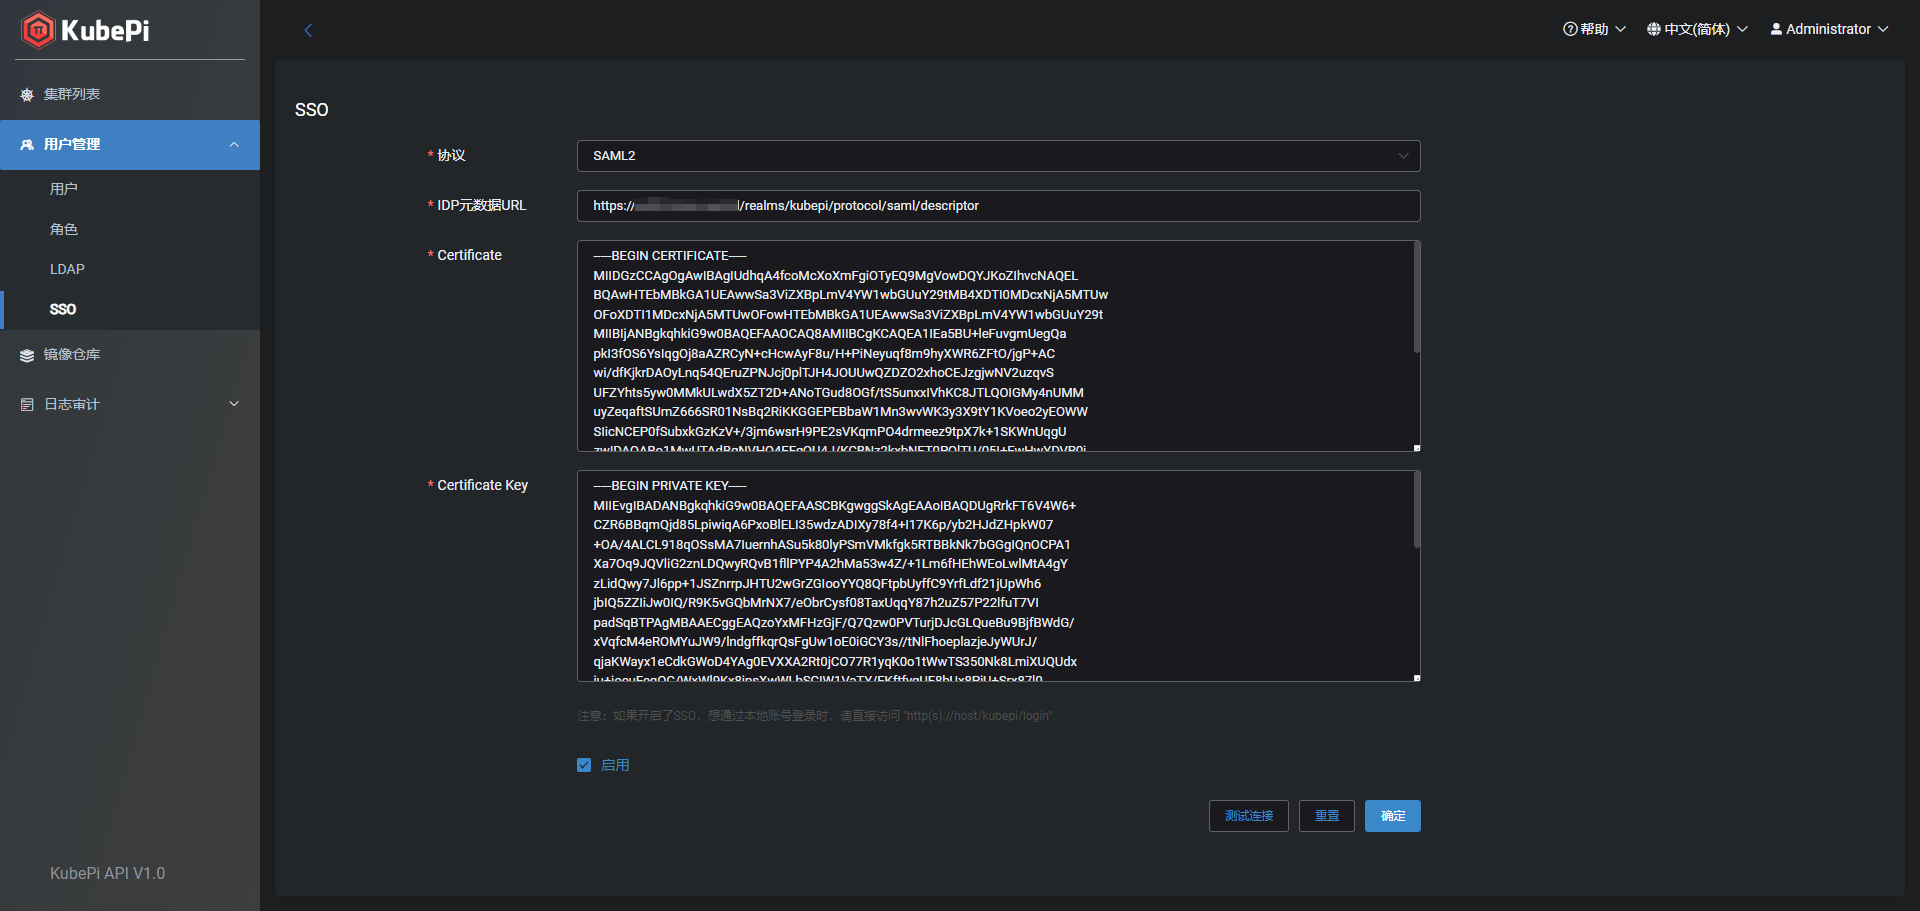 KubePi
帮助
中文(简体)
Administrator
集群列表
用户管理
用户
角色
LDAP
SSO
镜像仓库
日志审计
KubePi API V1.0
SSO
* 协议
SAML2
* IDP元数据URL
https:// /realms/kubepi/protocol/saml/descriptor
* Certificate
-----BEGIN CERTIFICATE-----
MIIDGzCCAgOgAwIBAgIUdhqA4fcoMcXoXmFgiOTyEQ9MgVowDQYJKoZIhvcNAQEL
BQAwHTEbMBkGA1UEAwwSa3ViZXBpLmV4YW1wbGUuY29tMB4XDTI0MDcxNjA5MTUw
OFoXDTI1MDcxNjA5MTUwOFowHTEbMBkGA1UEAwwSa3ViZXBpLmV4YW1wbGUuY29t
MIIBIjANBgkqhkiG9w0BAQEFAAOCAQ8AMIIBCgKCAQEA1IEa5BU+leFuvgmUegQa
pkI3fOS6YsIqgOj8aAZRCyN+cHcwAyF8u/H+PiNeyuqf8m9hyXWR6ZFtO/jgP+AC
wi/dfKjkrDAOyLnq54QEruZPNJcj0plTJH4JOUUwQZDZO2xhoCEJzgjwNV2uzqvS
UFZYhts5yw0MMkULwdX5ZT2D+ANoTGud8OGf/tS5unxxIVhKC8JTLQOIGMy4nUMM
uyZeqaftSUmZ666SR01NsBq2RiKKGGEPEBbaW1Mn3wvWK3y3X9tY1KVoeo2yEOWW
SIicNCEP0fSubxkGzKzV+/3jm6wsrH9PE2sVKqmPO4drmeez9tpX7k+1SKWnUqgU
* Certificate Key
-----BEGIN PRIVATE KEY-----
MIIEvgIBADANBgkqhkiG9w0BAQEFAASCBKgwggSkAgEAAoIBAQDUgRrkFT6V4W6+
CZR6BBqmQjd85LpiwiqA6PxoBlELI35wdzADIXy78f4+I17K6p/yb2HJdZHpkW07
+OA/4ALCL918qOSsMA7IuernhASu5k80lyPSmVMkfgk5RTBBkNk7bGGgIQnOCPA1
Xa7Oq9JQVliG2znLDQwyRQvB1fllPYP4A2hMa53w4Z/+1Lm6fHEhWEoLwlMtA4gY
zLidQwy7Jl6pp+1JSZnrrpJHTU2wGrZGIooYYQ8QFtpbUyffC9YrfLdf21jUpWh6
jbIQ5ZZIiJw0IQ/R9K5vGQbMrNX7/eObrCysf08TaxUqqY87h2uZ57P22lfuT7VI
padSqBTPAgMBAAECggEAQzoYxMFHzGjF/Q7Qzw0PVTurjDJcGLQueBu9BjfBWdG/
xVqfcM4eROMYuJW9/lndgffkqrQsFgUw1oE0iGCY3s//tNlFhoeplazjeJyWUrJ/
qjaKWayx1eCdkGWoD4YAg0EVXXA2Rt0jCO77R1yqK0o1tWwTS350Nk8LmiXUQUdx
注意：如果开启了SSO，想通过本地账号登录时，请直接访问 "http(s)://host/kubepi/login"
启用
测试连接
重置
确定